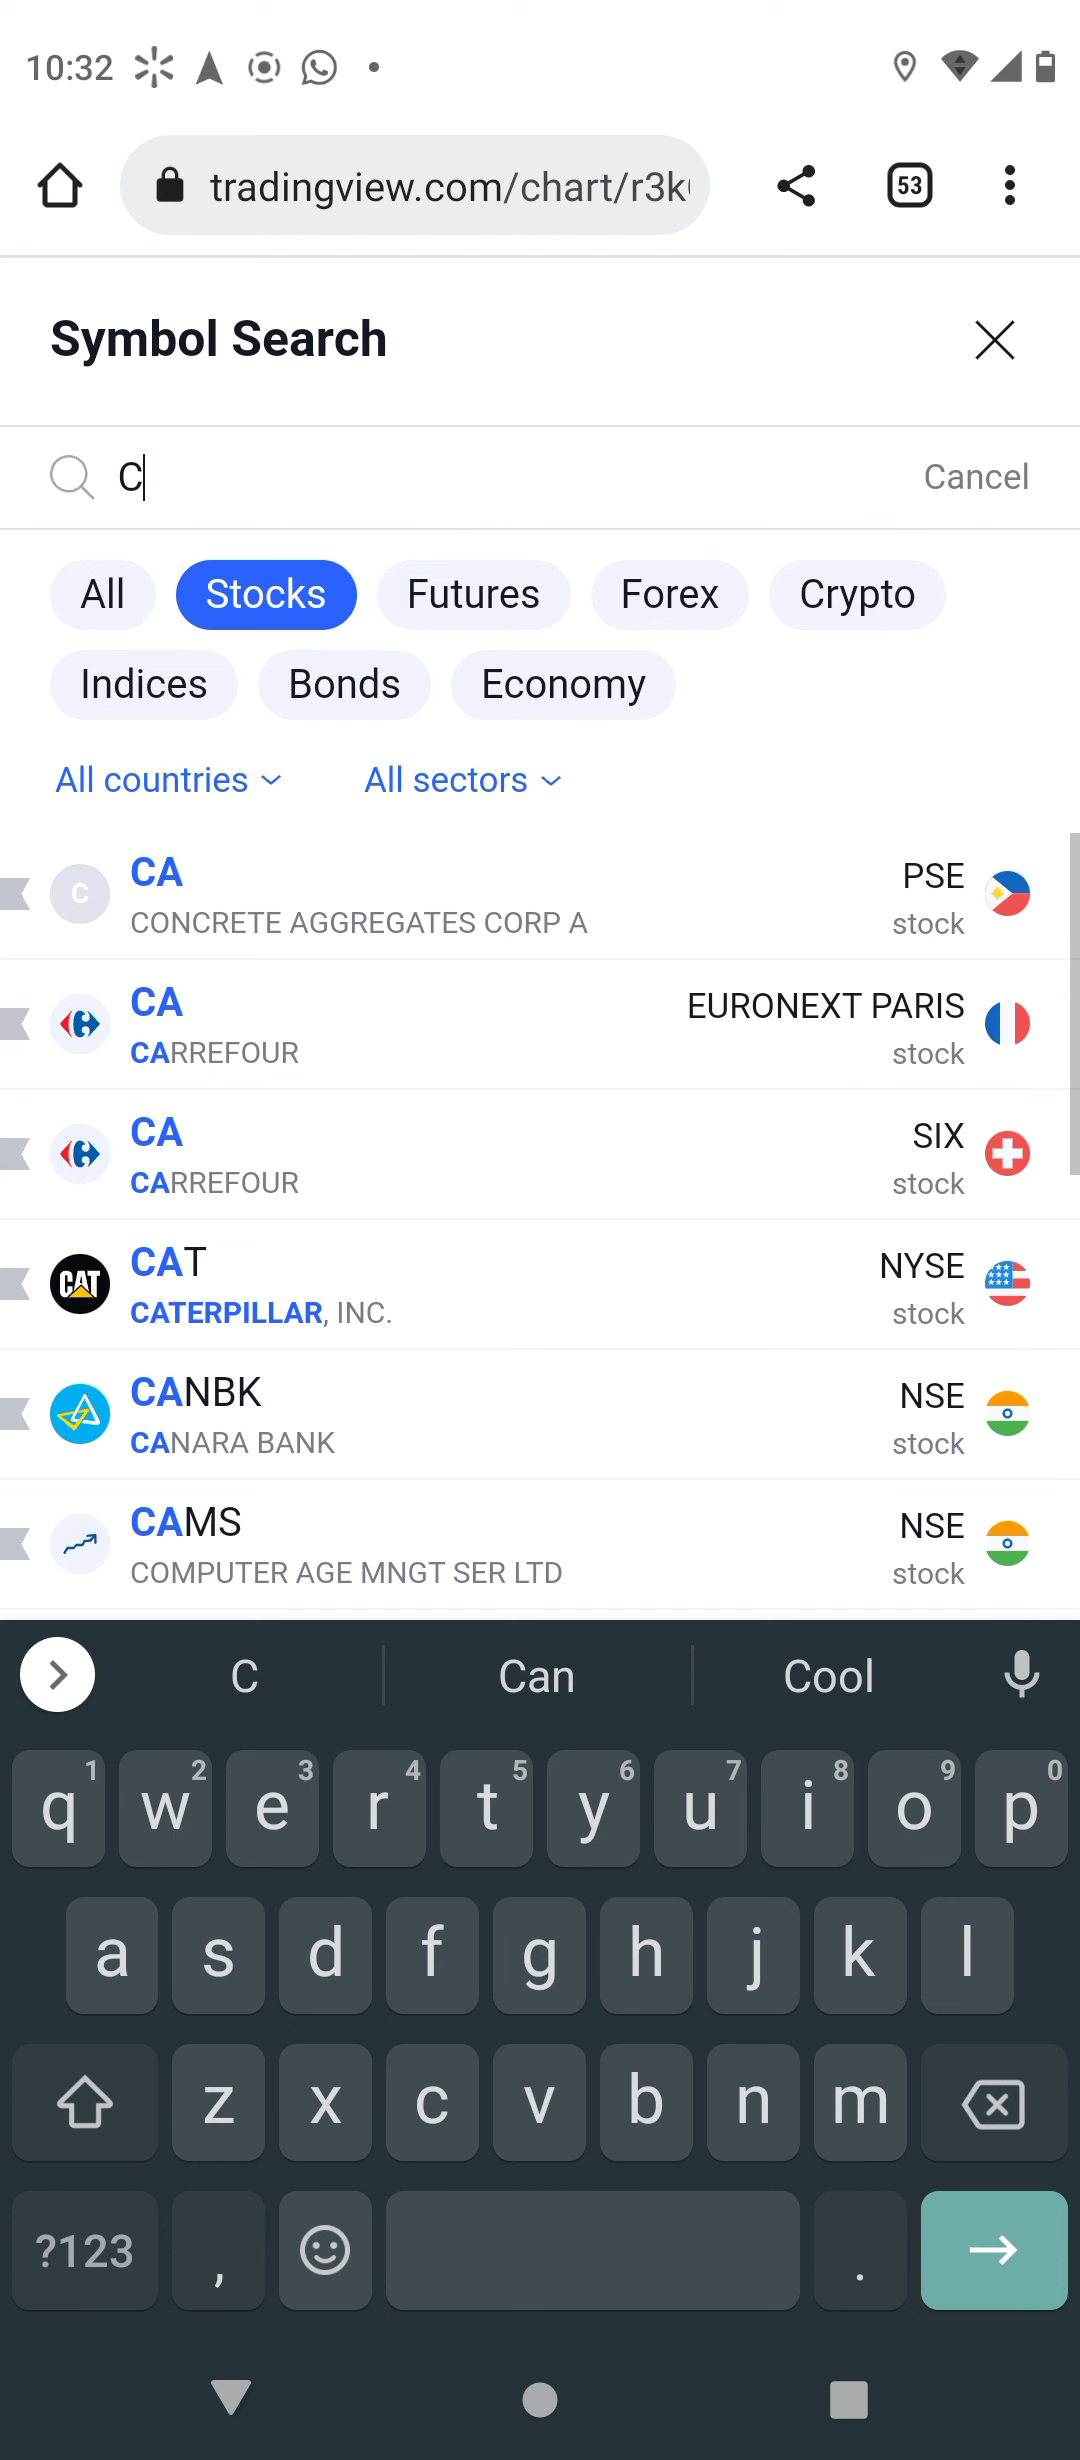 10:32
tradingview.com/chart/r3k
53
Symbol Search
C
Cancel
All
Stocks
Futures
Forex
Crypto
Indices
Bonds
Economy
All countries
All sectors
C
CA
CONCRETE AGGREGATES CORP A
PSE
stock
CA
CARREFOUR
EURONEXT PARIS
stock
CA
CARREFOUR
SIX
stock
CAT
CAT
CATERPILLAR, INC.
NYSE
stock
CANBK
CANARA BANK
NSE
stock
CAMS
COMPUTER AGE MNGT SER LTD
NSE
stock
C
Can
Cool
q 1 w 2 e 3 r 4 t 5 y 6 u 7 i 8 o 9 p 0
a s d f g h j k l
z x c v b n m
?123 , .